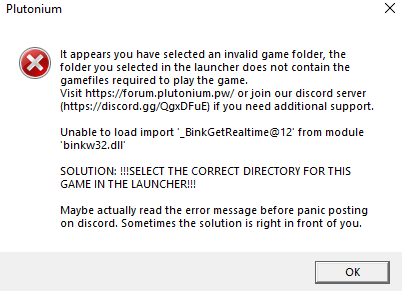 Plutonium
It appears you have selected an invalid game folder, the
folder you selected in the launcher does not contain the
gamefiles required to play the game.
Visit https://forum.plutonium.pw/ or join our discord server
(https://discord.gg/QgxDFuE) if you need additional support.
Unable to load import '_BinkGetRealtime@12' from module
'binkw32.dll'
SOLUTION: !!!SELECT THE CORRECT DIRECTORY FOR THIS
GAME IN THE LAUNCHER!!!
Maybe actually read the error message before panic posting
on discord. Sometimes the solution is right in front of you.
OK